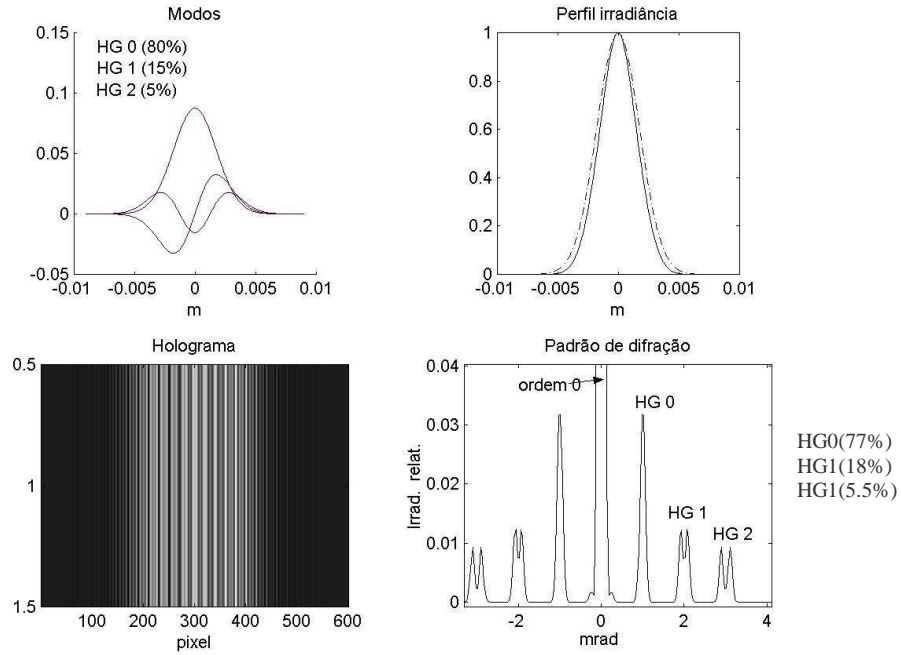 Modos
0.15
0.1
0.05
0
-0.05
HG 0 (80%)
HG 1 (15%)
HG 2 (5%)
-0.01
-0.005
0
0.005
0.01
m
Perfil irradiância
1
0.8
0.6
0.4
0.2
0
-0.01
-0.005
0
0.005
0.01
m
Holograma
0.5
1
1.5
100
200
300
400
500
600
pixel
Padrão de difração
0.04
0.03
0.02
0.01
0
Irrad. relat.
ordem 0
HG 0
HG 1
HG 2
-2
0
2
4
mrad
HG0(77%)
HG1(18%)
HG1(5.5%)